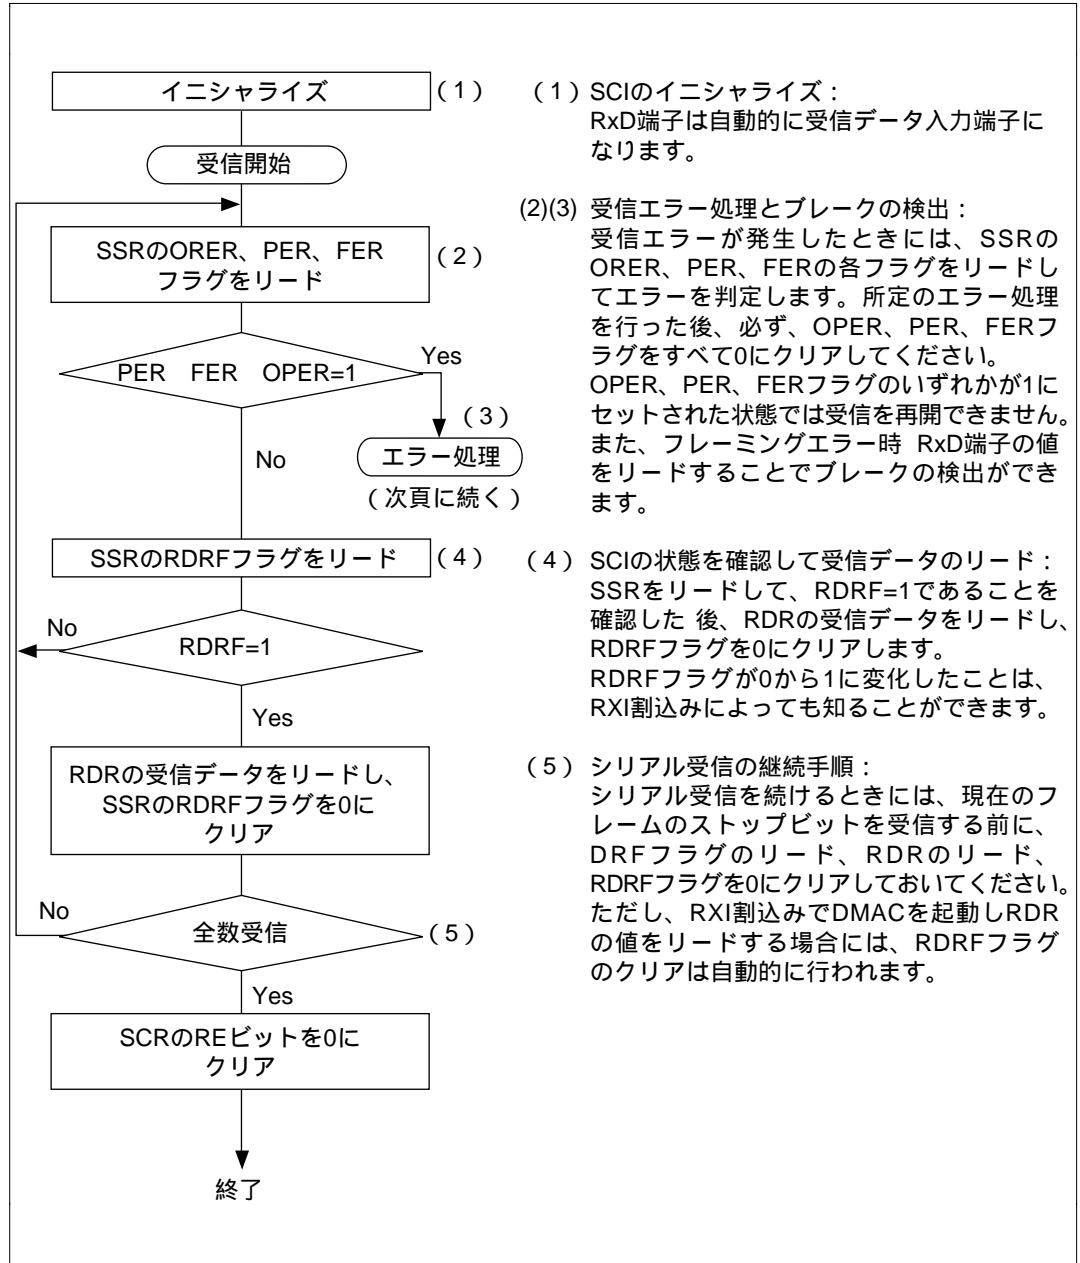 イニシャライズ
(1)
受信開始
SSRのORER、PER、FER
フラグをリード
(2)
PER FER OPER=1
Yes
(3)
No
エラー処理
(次頁に続く)
SSRのRDRFフラグをリード
(4)
No
RDRF=1
Yes
RDRの受信データをリードし、
SSRのRDRFフラグを0に
クリア
No
全数受信
(5)
Yes
SCRのREビットを0に
クリア
終了
(1) SCIのイニシャライズ:
RxD端子は自動的に受信データ入力端子に
なります。
(2)(3) 受信エラー処理とブレークの検出:
受信エラーが発生したときには、SSRの
ORER、PER、FERの各フラグをリードし
てエラーを判定します。所定のエラー処理
を行った後、必ず、OPER、PER、FERフ
ラグをすべて0にクリアしてください。
OPER、PER、FERフラグのいずれかが1に
セットされた状態では受信を再開できません。
また、フレーミングエラー時 RxD端子の値
をリードすることでブレークの検出ができ
ます。
(4) SCIの状態を確認して受信データのリード:
SSRをリードして、RDRF=1であることを
確認した 後、RDRの受信データをリードし、
RDRFフラグを0にクリアします。
RDRFフラグが0から1に変化したことは、
RXI割込みによっても知ることができます。
(5) シリアル受信の継続手順:
シリアル受信を続けるときには、現在のフ
レームのストップビットを受信する前に、
DRFフラグのリード、RDRのリード、
RDRFフラグを0にクリアしておいてください。
ただし、RXI割込みでDMACを起動しRDR
の値をリードする場合には、RDRFフラグ
のクリアは自動的に行われます。